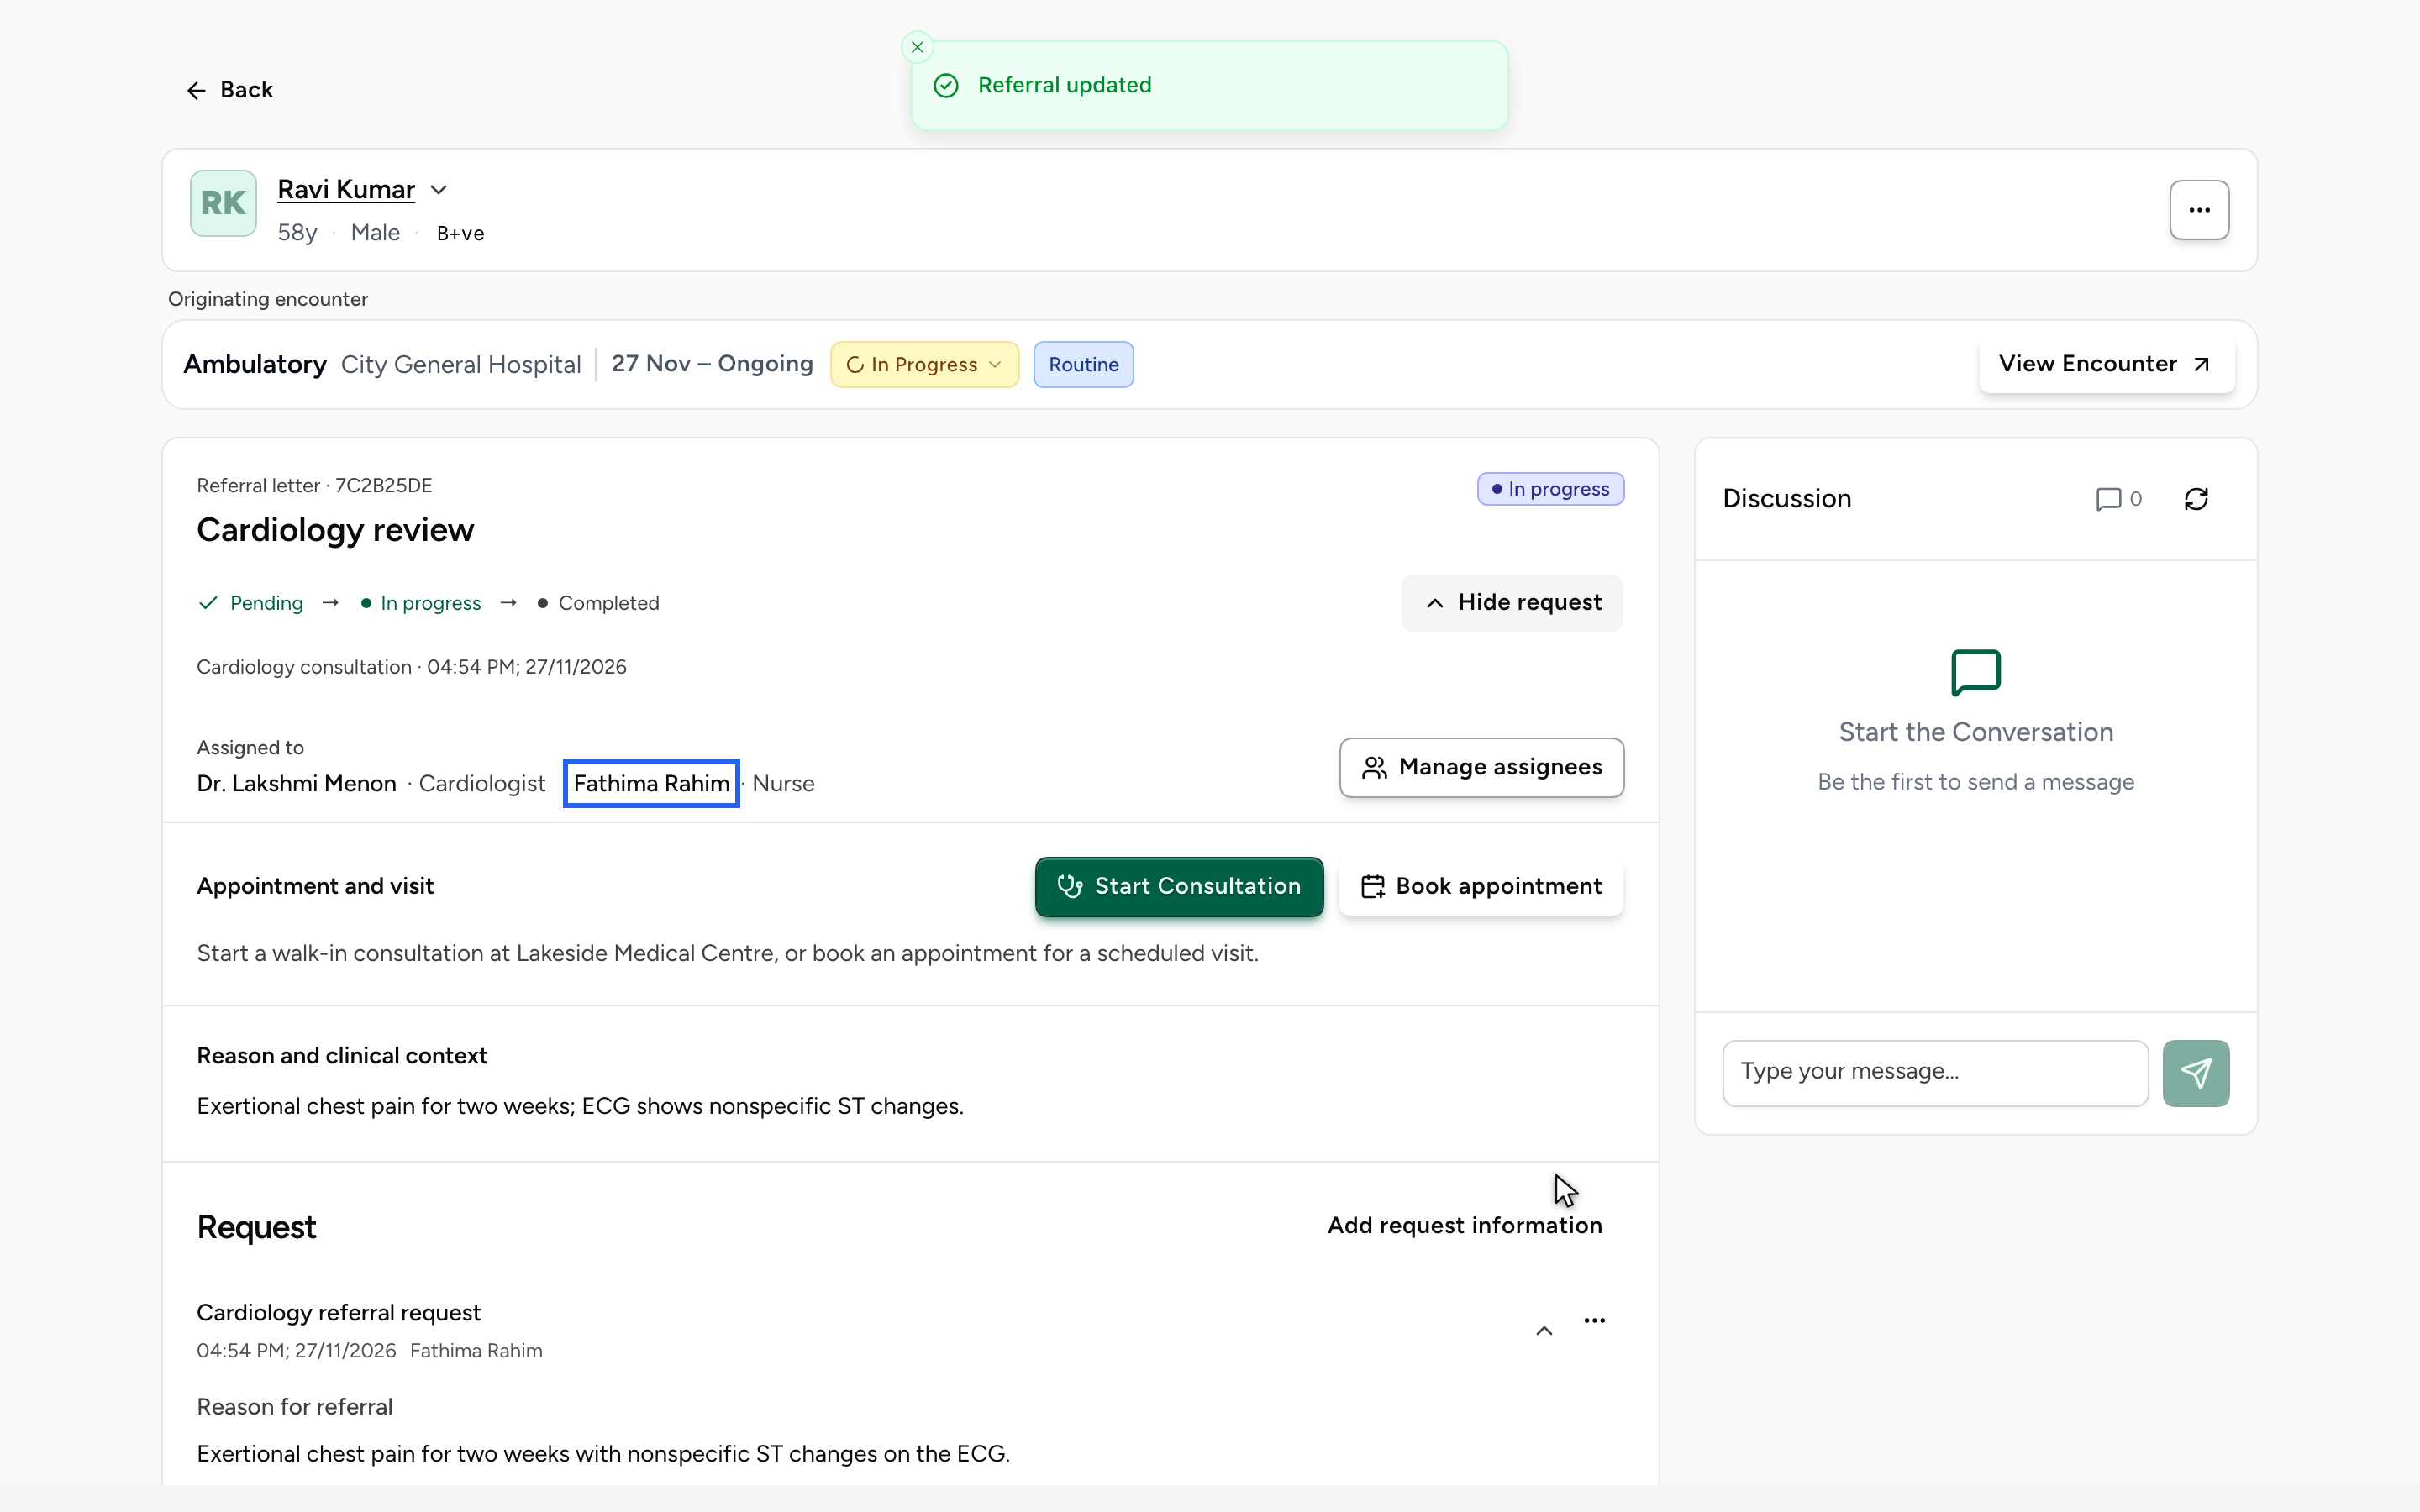 Back
Referral updated
RK
Ravi Kumar
58y · Male · B+ve
Originating encounter
Ambulatory City General Hospital 27 Nov – Ongoing In Progress Routine View Encounter
Referral letter · 7C2B25DE
In progress
Cardiology review
Pending → In progress → Completed
Hide request
Cardiology consultation · 04:54 PM; 27/11/2026
Assigned to
Dr. Lakshmi Menon · Cardiologist Fathima Rahim · Nurse
Manage assignees
Appointment and visit
Start Consultation
Book appointment
Start a walk-in consultation at Lakeside Medical Centre, or book an appointment for a scheduled visit.
Reason and clinical context
Exertional chest pain for two weeks; ECG shows nonspecific ST changes.
Request
Add request information
Cardiology referral request
04:54 PM; 27/11/2026 Fathima Rahim
Reason for referral
Exertional chest pain for two weeks with nonspecific ST changes on the ECG.
Discussion
0
Start the Conversation
Be the first to send a message
Type your message...